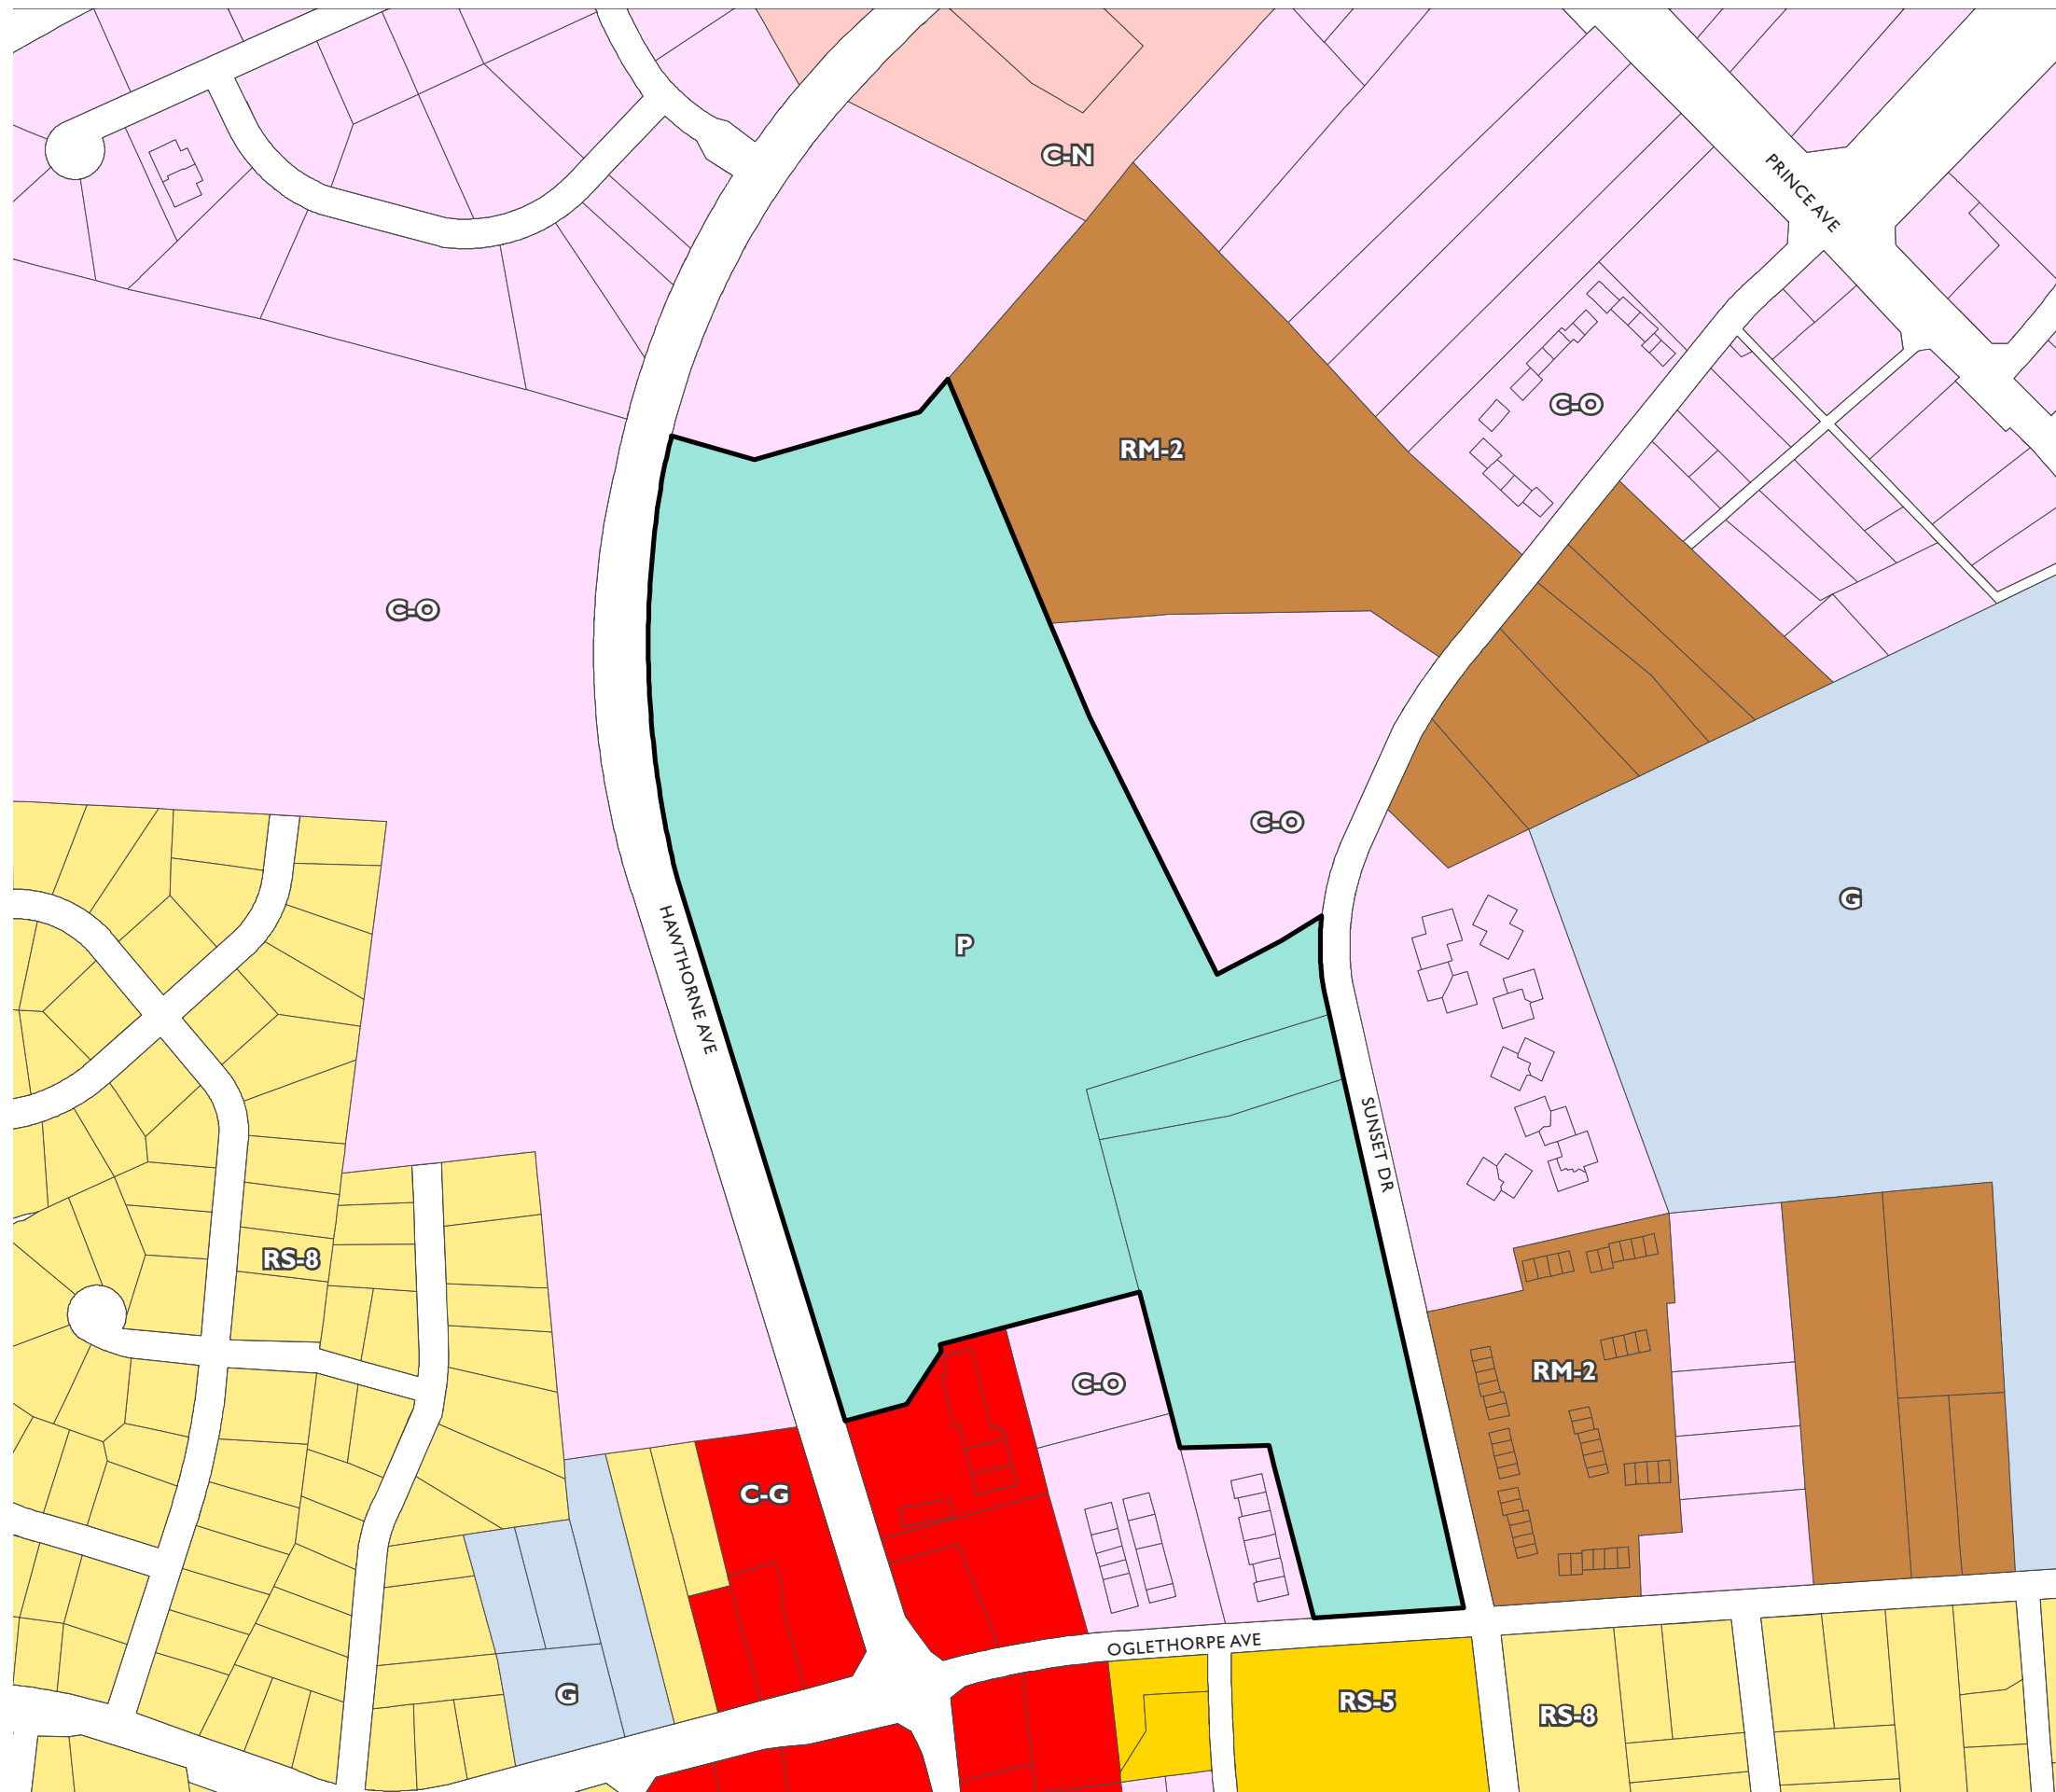 C-N
PRINCE AVE
C-O
RM-2
C-O
C-O
G
P
HAWTHORNE AVE
SUNSET DR
RS-8
RM-2
C-O
C-G
OGLETHORPE AVE
G
RS-5
RS-8